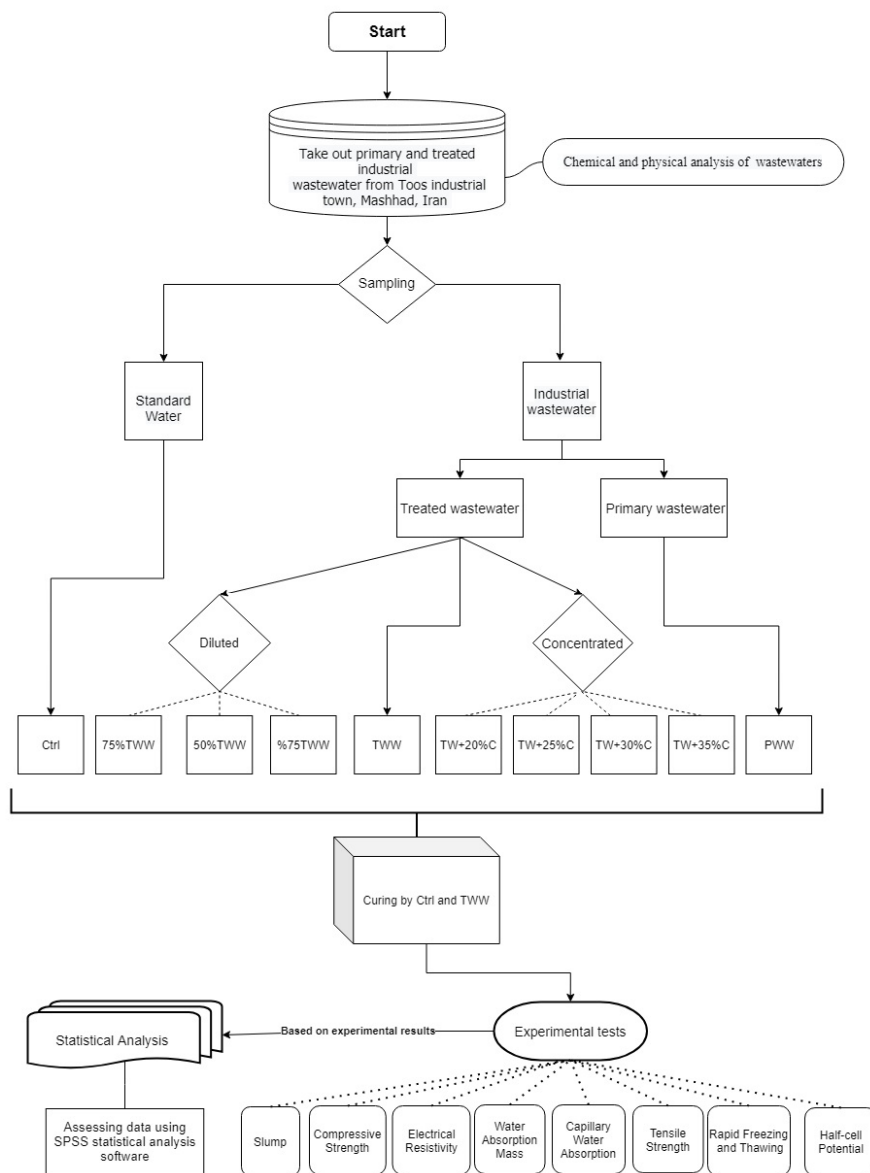 Start
Take out primary and treated
industrial
wastewater from Toos industrial
town, Mashhad, Iran
Chemical and physical analysis of wastewaters
Sampling
Standard
Water
Industrial
wastewater
Treated wastewater
Primary wastewater
Diluted
Concentrated
Ctrl
75%TWW
50%TWW
%75TWW
TWW
TW+20%C
TW+25%C
TW+30%C
TW+35%C
PWW
Curing by Ctrl and TWW
Statistical Analysis
Based on experimental results
Experimental tests
Assessing data using
SPSS statistical analysis
software
Slump
Compressive
Strength
Electrical
Resistivity
Water
Absorption
Mass
Capillary
Water
Absorption
Tensile
Strength
Rapid Freezing
and Thawing
Half-cell
Potential